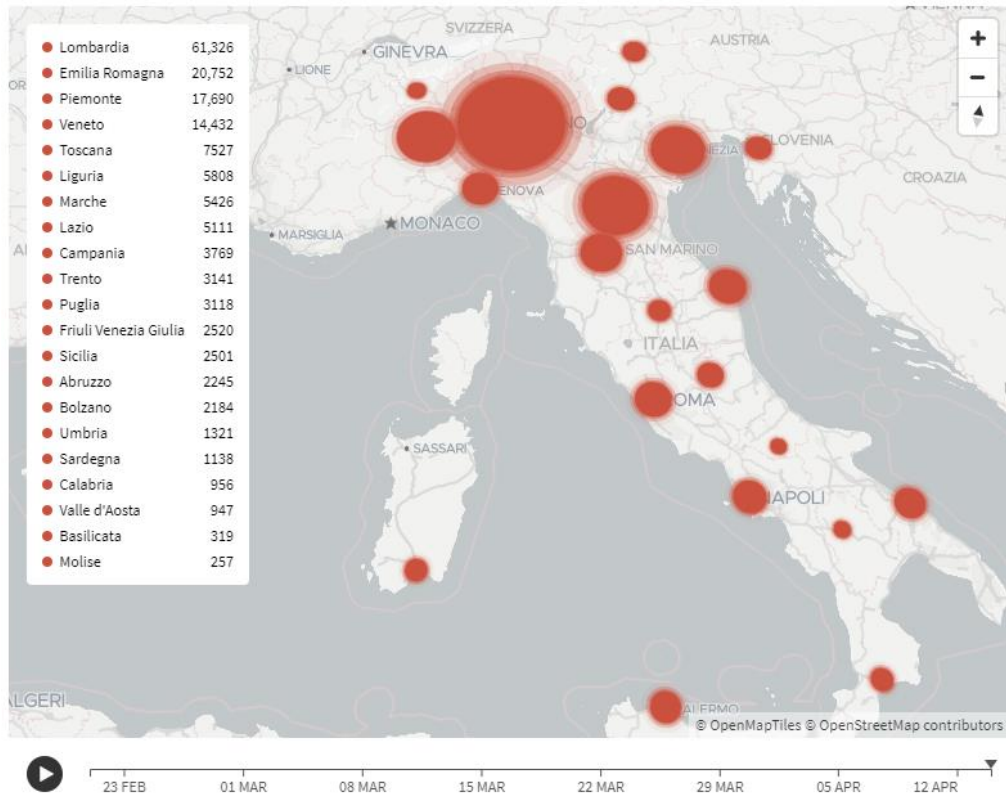 Lombardia 61,326
Emilia Romagna 20,752
Piemonte 17,690
Veneto 14,432
Toscana 7527
Liguria 5808
Marche 5426
Lazio 5111
Campania 3769
Trento 3141
Puglia 3118
Friuli Venezia Giulia 2520
Sicilia 2501
Abruzzo 2245
Bolzano 2184
Umbria 1321
Sardegna 1138
Calabria 956
Valle d'Aosta 947
Basilicata 319
Molise 257
SVIZZERA
AUSTRIA
GINEVRA
LIONE
SLOVENIA
CROAZIA
MONACO
MARSIGLIA
SAN MARINO
ITALIA
SASSARI
ALGERI
© OpenMapTiles © OpenStreetMap contributors
23 FEB 01 MAR 08 MAR 15 MAR 22 MAR 29 MAR 05 APR 12 APR